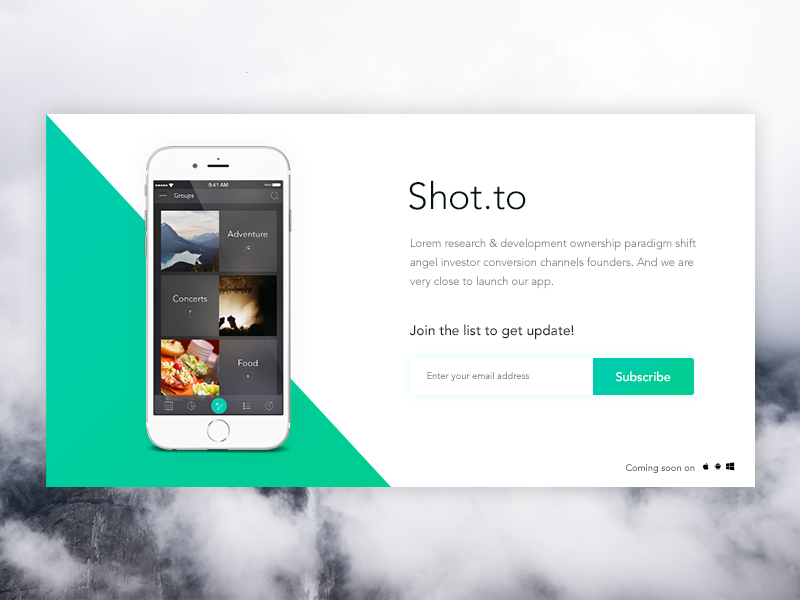 9:41 AM
Groups
Adventure
12
Concerts
Food
Shot.to
Lorem research & development ownership paradigm shift
angel investor conversion channels founders. And we are
very close to launch our app.
Join the list to get update!
Enter your email address
Subscribe
Coming soon on